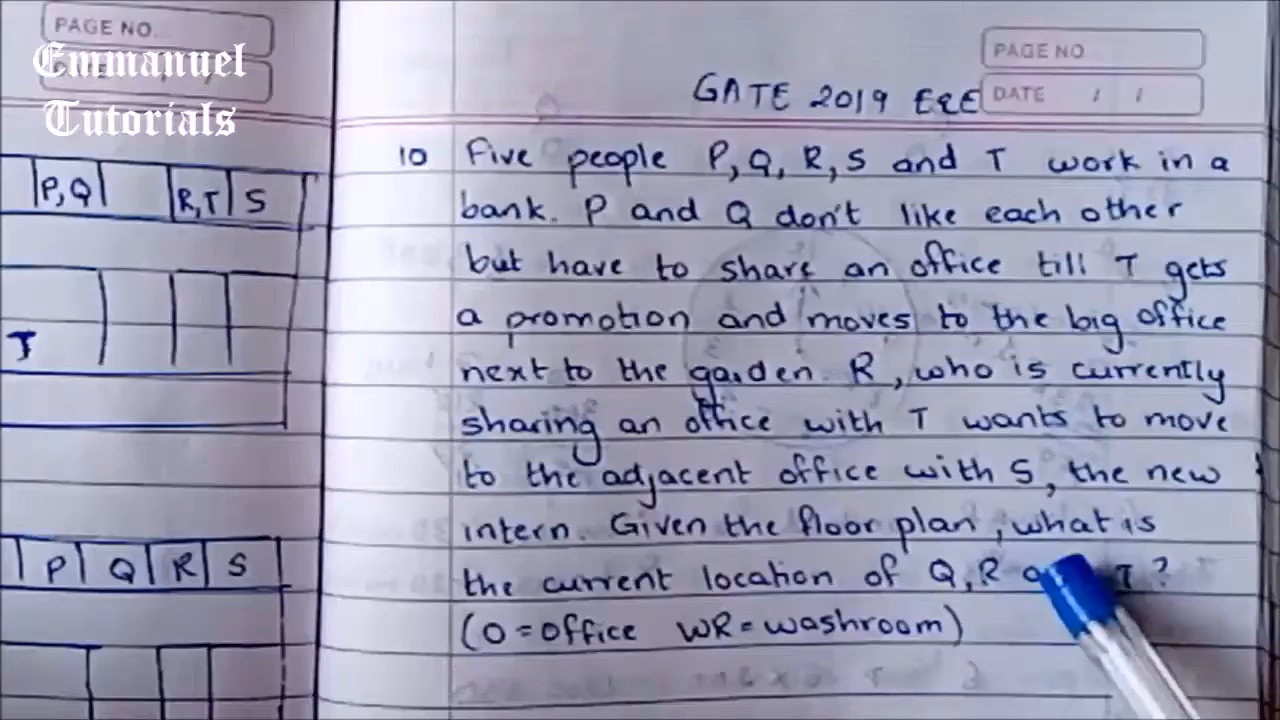 PAGE NO.
DATE
Emmanuel
Tutorials
P,Q R,T S
T
P Q R S
PAGE NO
DATE / /
GATE 2019 E&E
10 Five people P,Q,R,S and T work in a
bank. P and Q don't like each other
but have to share an office till T gets
a promotion and moves to the big office
next to the garden. R, who is currently
sharing an office with T wants to move
to the adjacent office with S, the new
intern. Given the floor plan, what is
the current location of Q,R T?
(O=office WR=washroom)